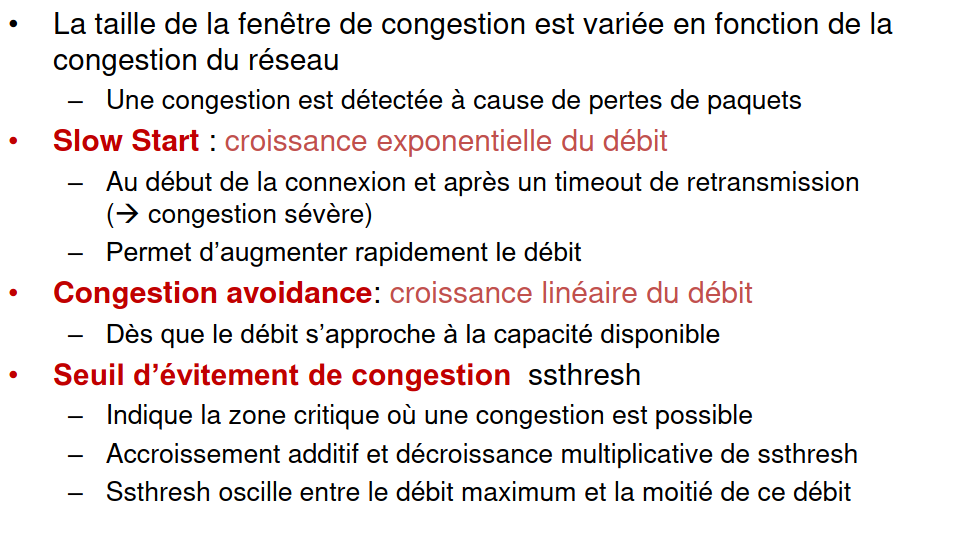 • La taille de la fenêtre de congestion est variée en fonction de la
congestion du réseau
– Une congestion est détectée à cause de pertes de paquets
• Slow Start : croissance exponentielle du débit
– Au début de la connexion et après un timeout de retransmission
(→ congestion sévère)
– Permet d’augmenter rapidement le débit
• Congestion avoidance: croissance linéaire du débit
– Dès que le débit s’approche à la capacité disponible
• Seuil d’évitement de congestion ssthresh
– Indique la zone critique où une congestion est possible
– Accroissement additif et décroissance multiplicative de ssthresh
– Ssthresh oscille entre le débit maximum et la moitié de ce débit